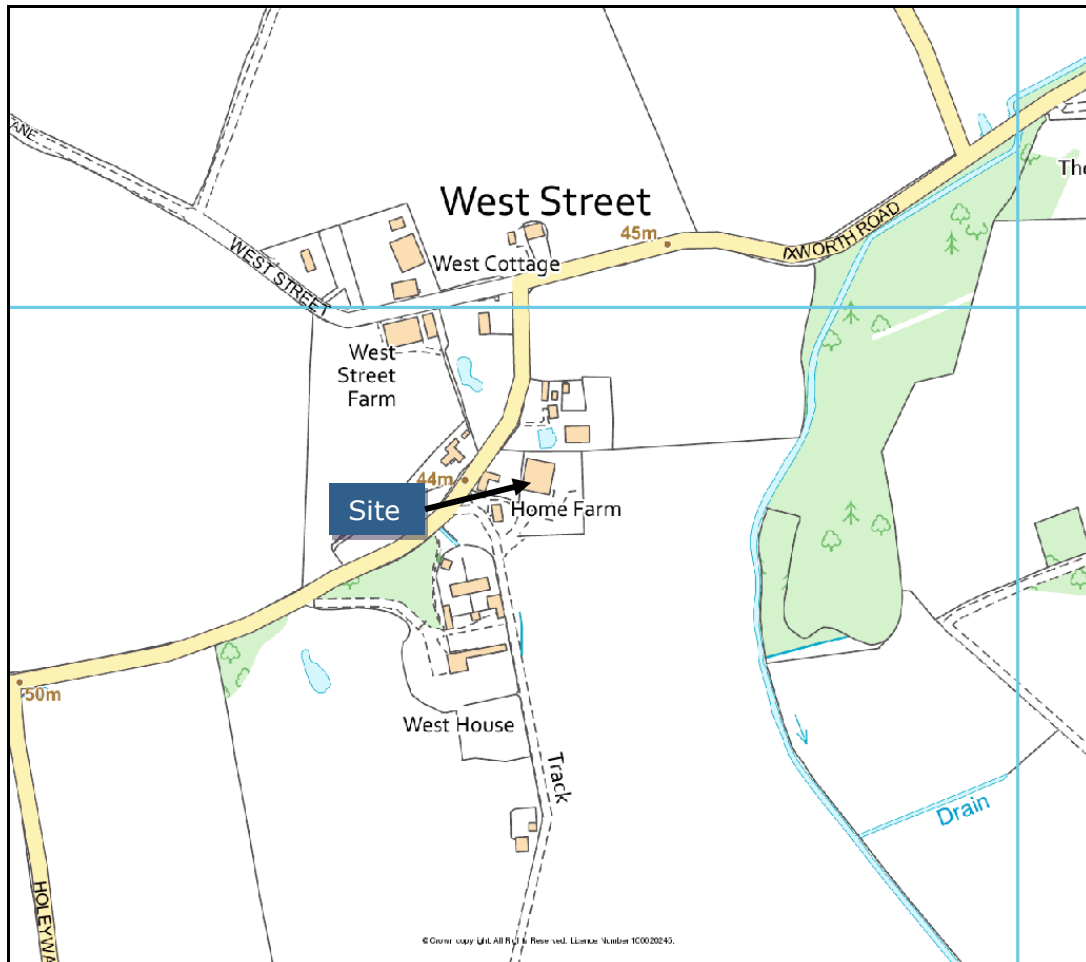 ANE
The
West Street
45m
IXWORTH ROAD
WEST STREET
West Cottage
West
Street
Farm
44m
Site
Home Farm
50m
West House
Track
Drain
HOLEYWA
© Crown copyright. All Rights Reserved. Licence Number 100020245.